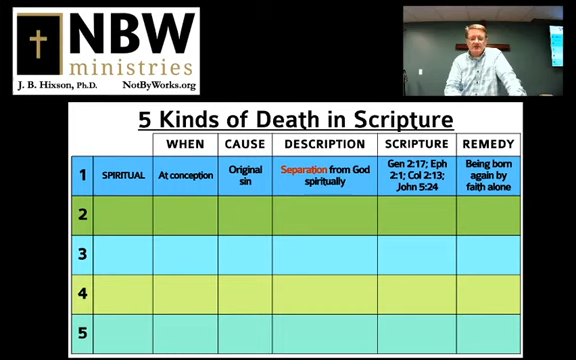 NBW
ministries
J. B. Hixson, Ph.D. NotByWorks.org
5 Kinds of Death in Scripture
WHEN CAUSE DESCRIPTION SCRIPTURE REMEDY
1 SPIRITUAL At conception Original sin Separation from God spiritually Gen 2:17; Eph 2:1; Col 2:13; John 5:24 Being born again by faith alone
2
3
4
5